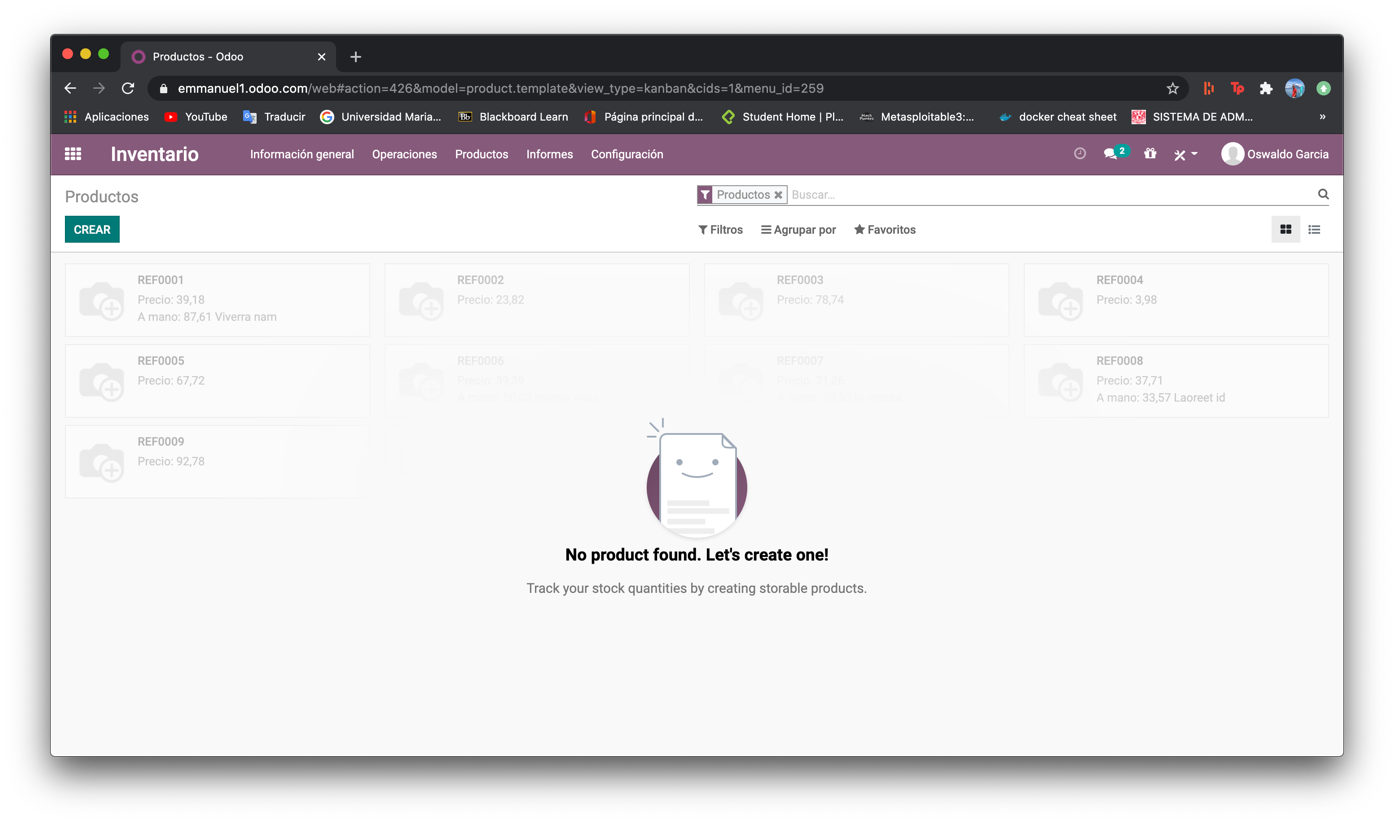 Productos - Odoo
emmanuel1.odoo.com/web#action=426&model=product.template&view_type=kanban&cids=1&menu_id=259
Aplicaciones YouTube Traducir Universidad Maria... Blackboard Learn Página principal d... Student Home | Pl... Metasploitable3:... docker cheat sheet SISTEMA DE ADM... »
Inventario Información general Operaciones Productos Informes Configuración 2 Oswaldo Garcia
Productos
Productos Buscar...
CREAR
Filtros Agrupar por Favoritos
REF0001
Precio: 39,18
A mano: 87,61 Viverra nam
REF0002
Precio: 23,82
REF0003
Precio: 78,74
REF0004
Precio: 3,98
REF0005
Precio: 67,72
REF0006
REF0007
REF0008
Precio: 37,71
A mano: 33,57 Laoreet id
REF0009
Precio: 92,78
No product found. Let's create one!
Track your stock quantities by creating storable products.